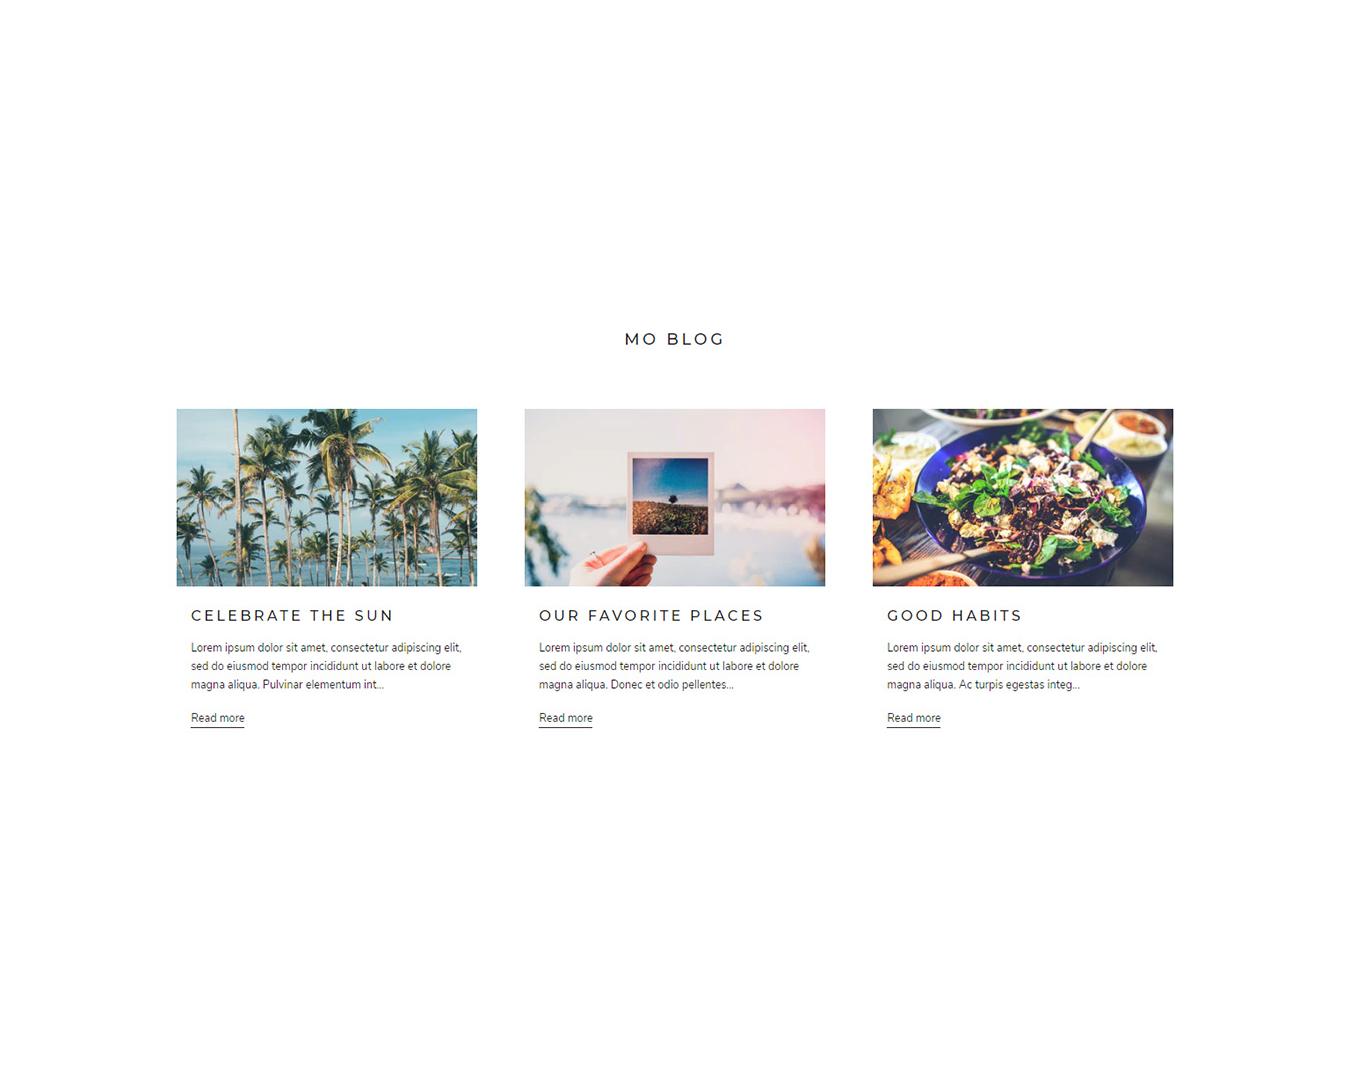 MO BLOG
CELEBRATE THE SUN
Lorem ipsum dolor sit amet, consectetur adipiscing elit,
sed do eiusmod tempor incididunt ut labore et dolore
magna aliqua. Pulvinar elementum int...
Read more
OUR FAVORITE PLACES
Lorem ipsum dolor sit amet, consectetur adipiscing elit,
sed do eiusmod tempor incididunt ut labore et dolore
magna aliqua. Donec et odio pellentes...
Read more
GOOD HABITS
Lorem ipsum dolor sit amet, consectetur adipiscing elit,
sed do eiusmod tempor incididunt ut labore et dolore
magna aliqua. Ac turpis egestas integ...
Read more